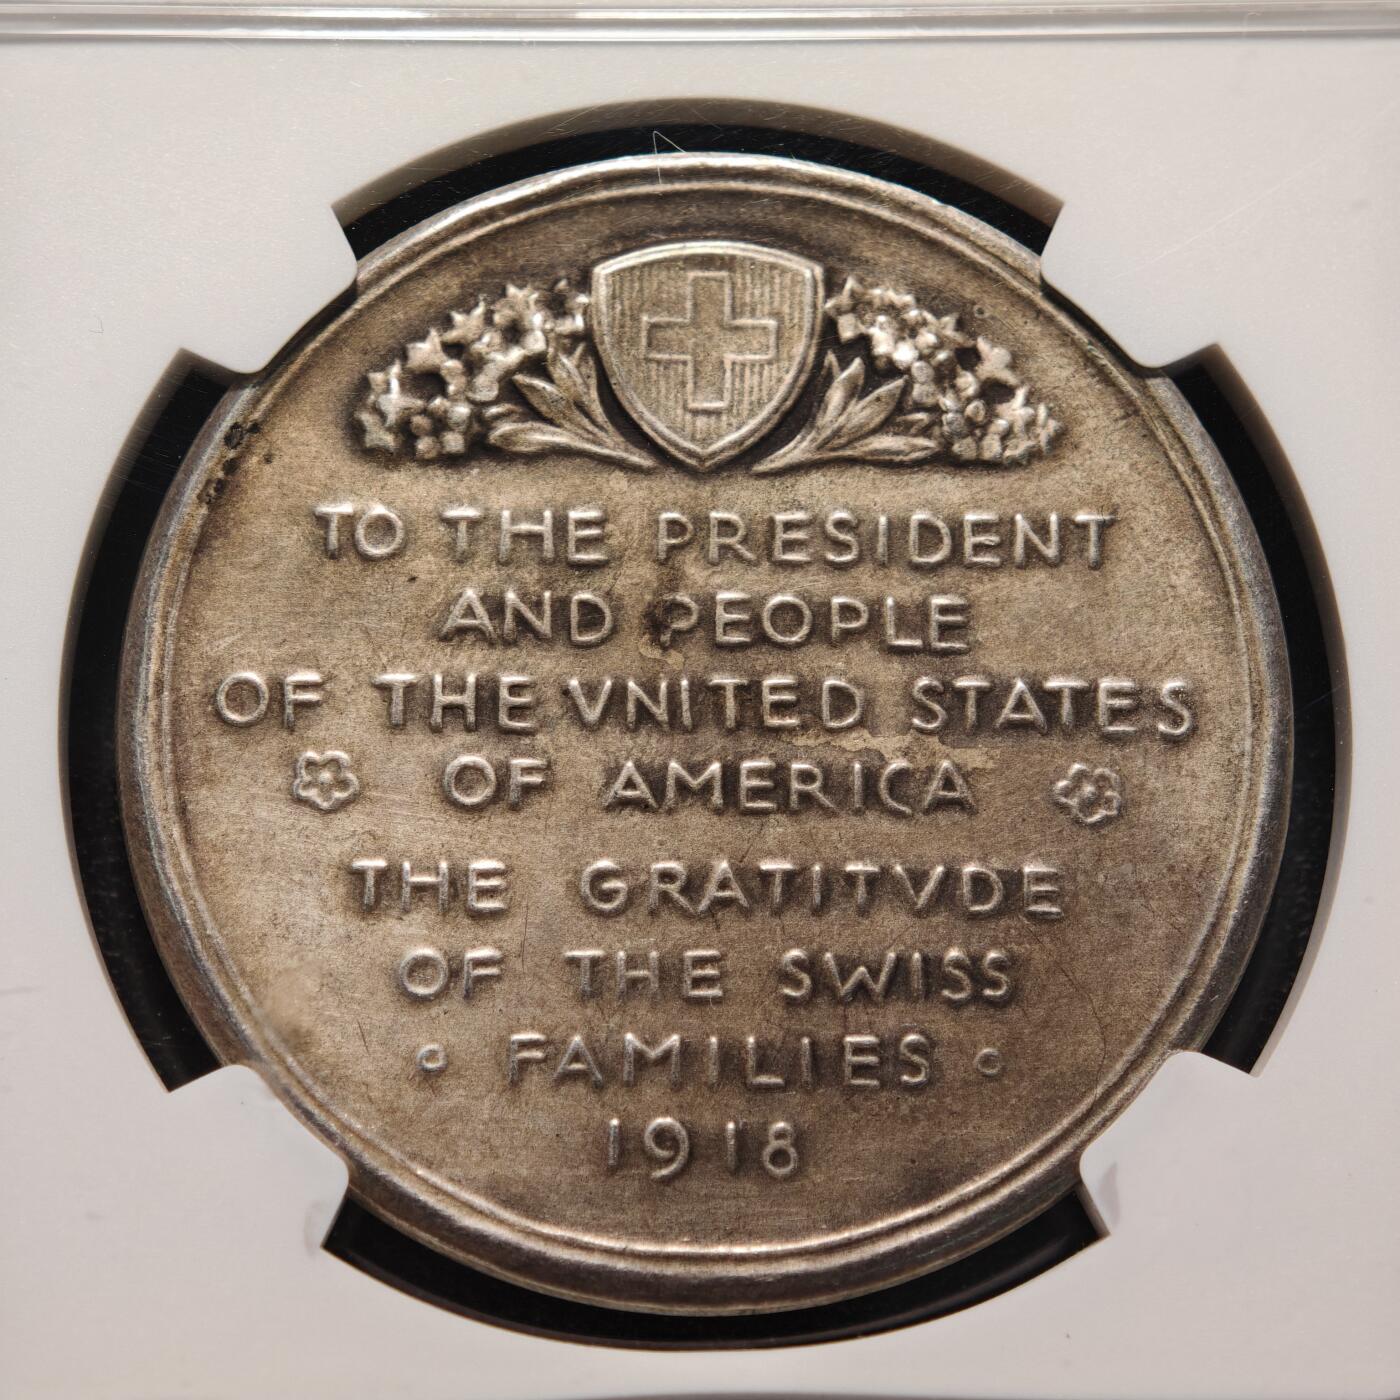 TO THE PRESIDENT
AND PEOPLE
OF THE VNITED STATES
OF AMERICA
THE GRATITVDE
OF THE SWISS
FAMILIES
1918